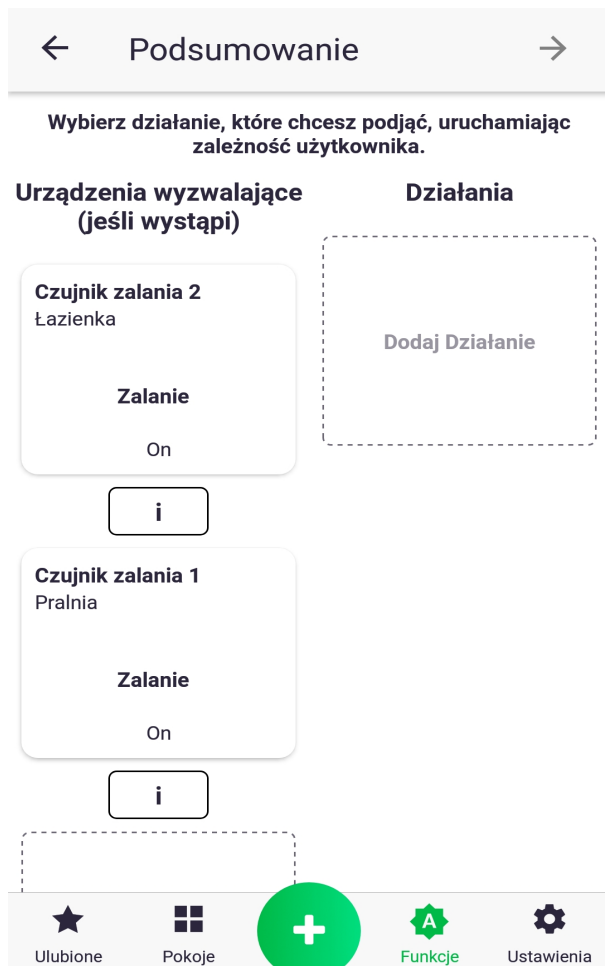 Podsumowanie
Wybierz działanie, które chcesz podjąć, uruchamiając
zależność użytkownika.
Urządzenia wyzwalające
(jeśli wystąpi)
Działania
Czujnik zalania 2
Łazienka
Zalanie
On
Dodaj Działanie
i
Czujnik zalania 1
Pralnia
Zalanie
On
i
Ulubione
Pokoje
A
Funkcje
Ustawienia